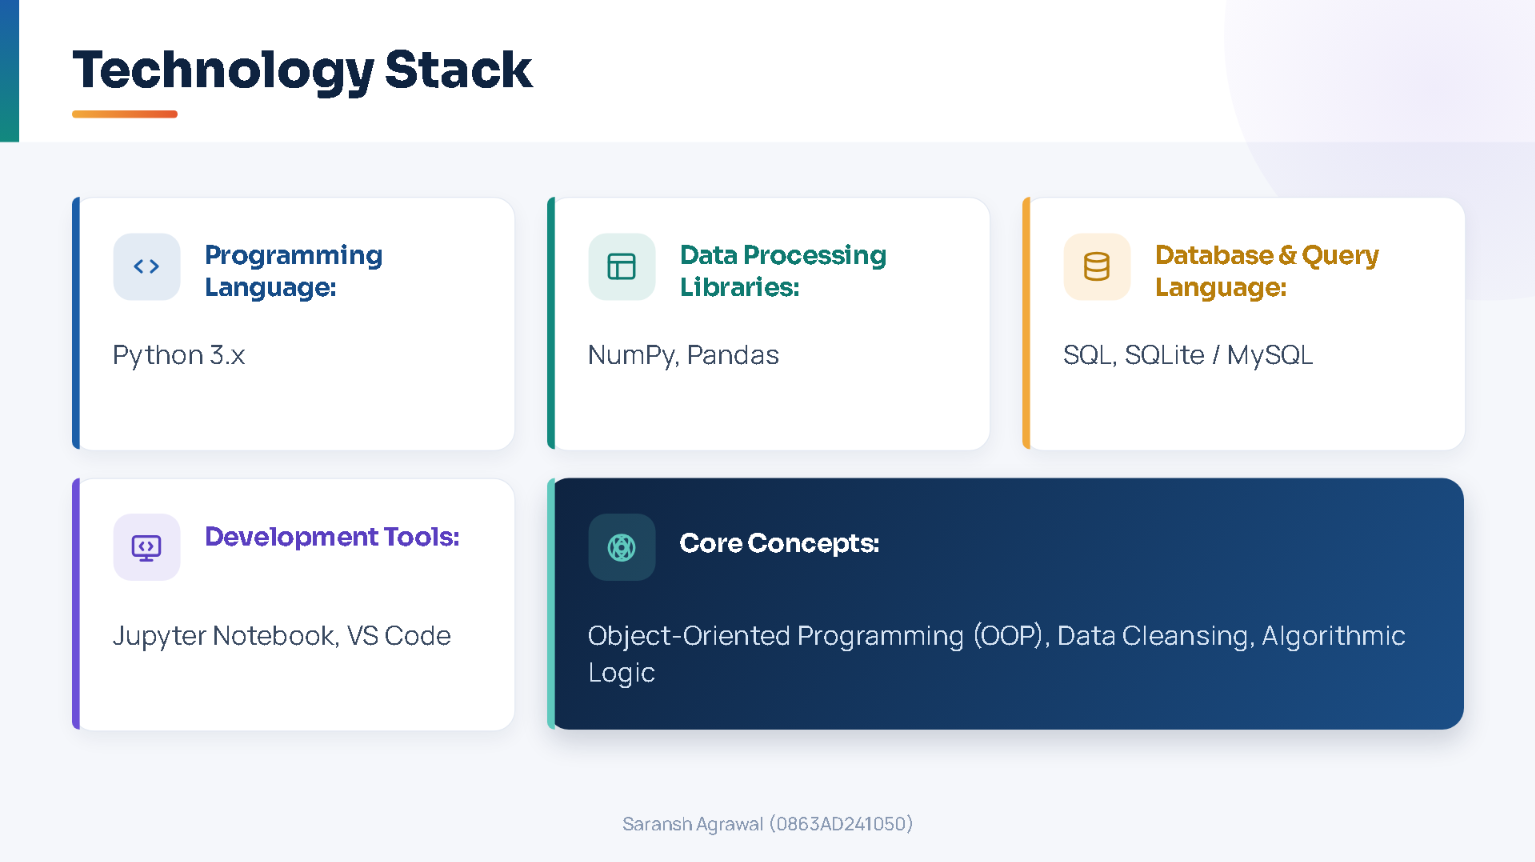 Technology Stack
Programming
Language:
Python 3.x
Data Processing
Libraries:
NumPy, Pandas
Database & Query
Language:
SQL, SQLite / MySQL
Development Tools:
Jupyter Notebook, VS Code
Core Concepts:
Object-Oriented Programming (OOP), Data Cleansing, Algorithmic
Logic
Saransh Agrawal (0863AD241050)